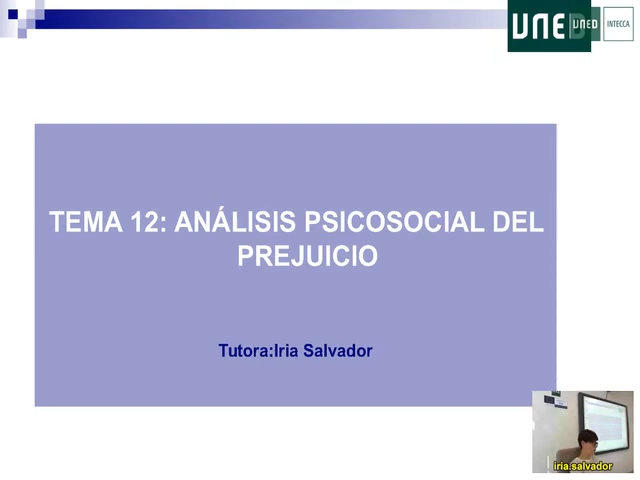 UNED
UNED
INTECCA
TEMA 12: ANÁLISIS PSICOSOCIAL DEL
PREJUICIO
Tutora:Iria Salvador
iria.salvador